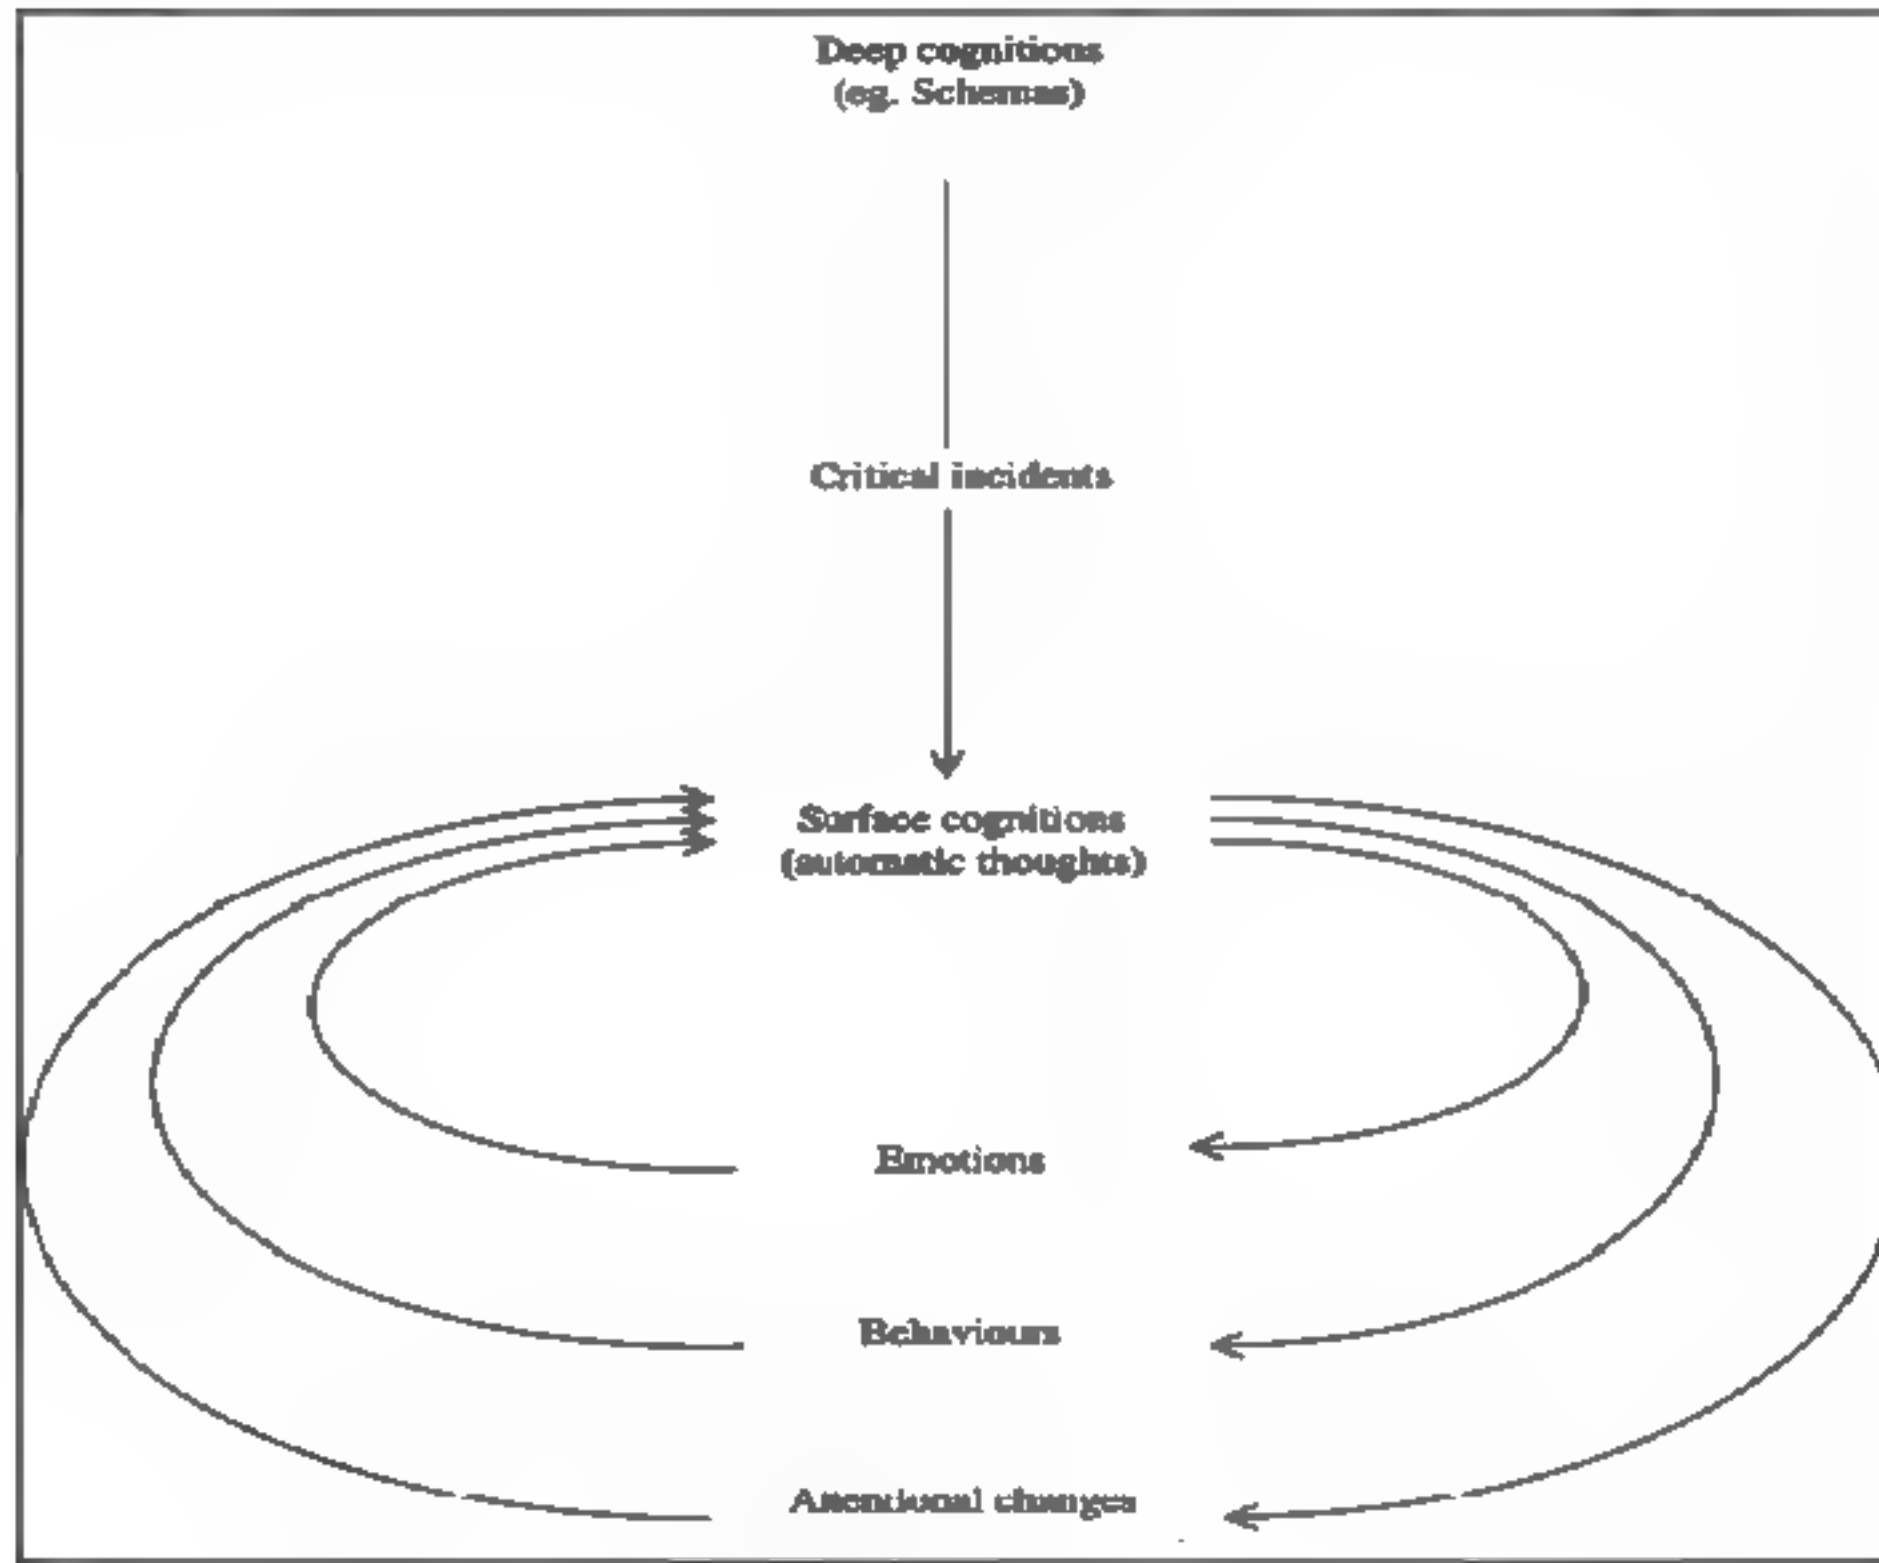 Deep cognitions
(eg. Schemas)
Critical incidents
Surface cognitions
(automatic thoughts)
Emotions
Behaviours
Attentional changes